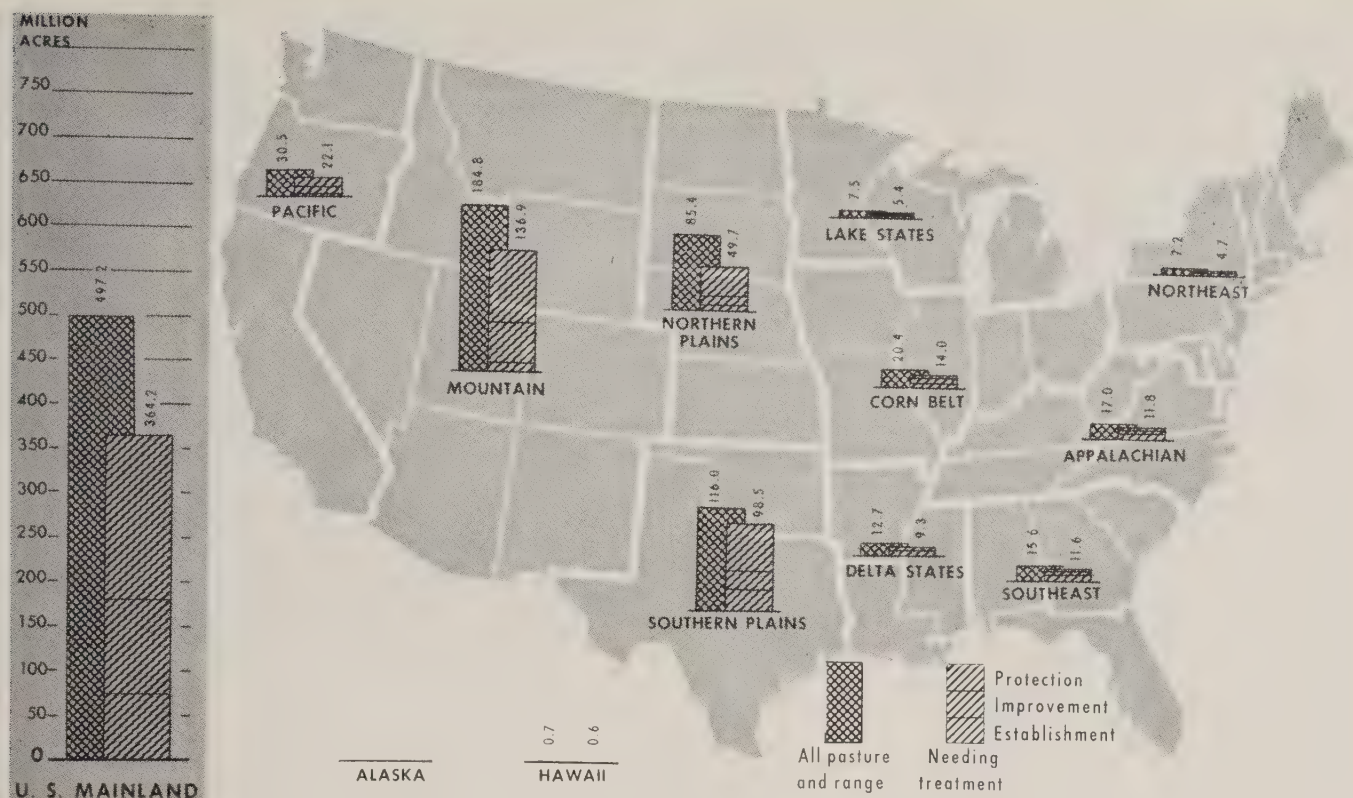 MILLION
ACRES
750
700
650
600
550
500
450
400
350
300
250
200
150
100
50
0
497.2
364.2
U. S. MAINLAND
30.5
22.1
PACIFIC
184.8
136.9
MOUNTAIN
85.4
49.7
NORTHERN
PLAINS
7.5
5.4
LAKE STATES
7.2
4.7
NORTHEAST
20.4
14.0
CORN BELT
17.0
11.8
APPALACHIAN
116.0
98.5
SOUTHERN PLAINS
12.7
9.3
DELTA STATES
15.6
11.6
SOUTHEAST
ALASKA
0.7
0.6
HAWAII
All pasture
and range
Protection
Improvement
Establishment
Needing
treatment